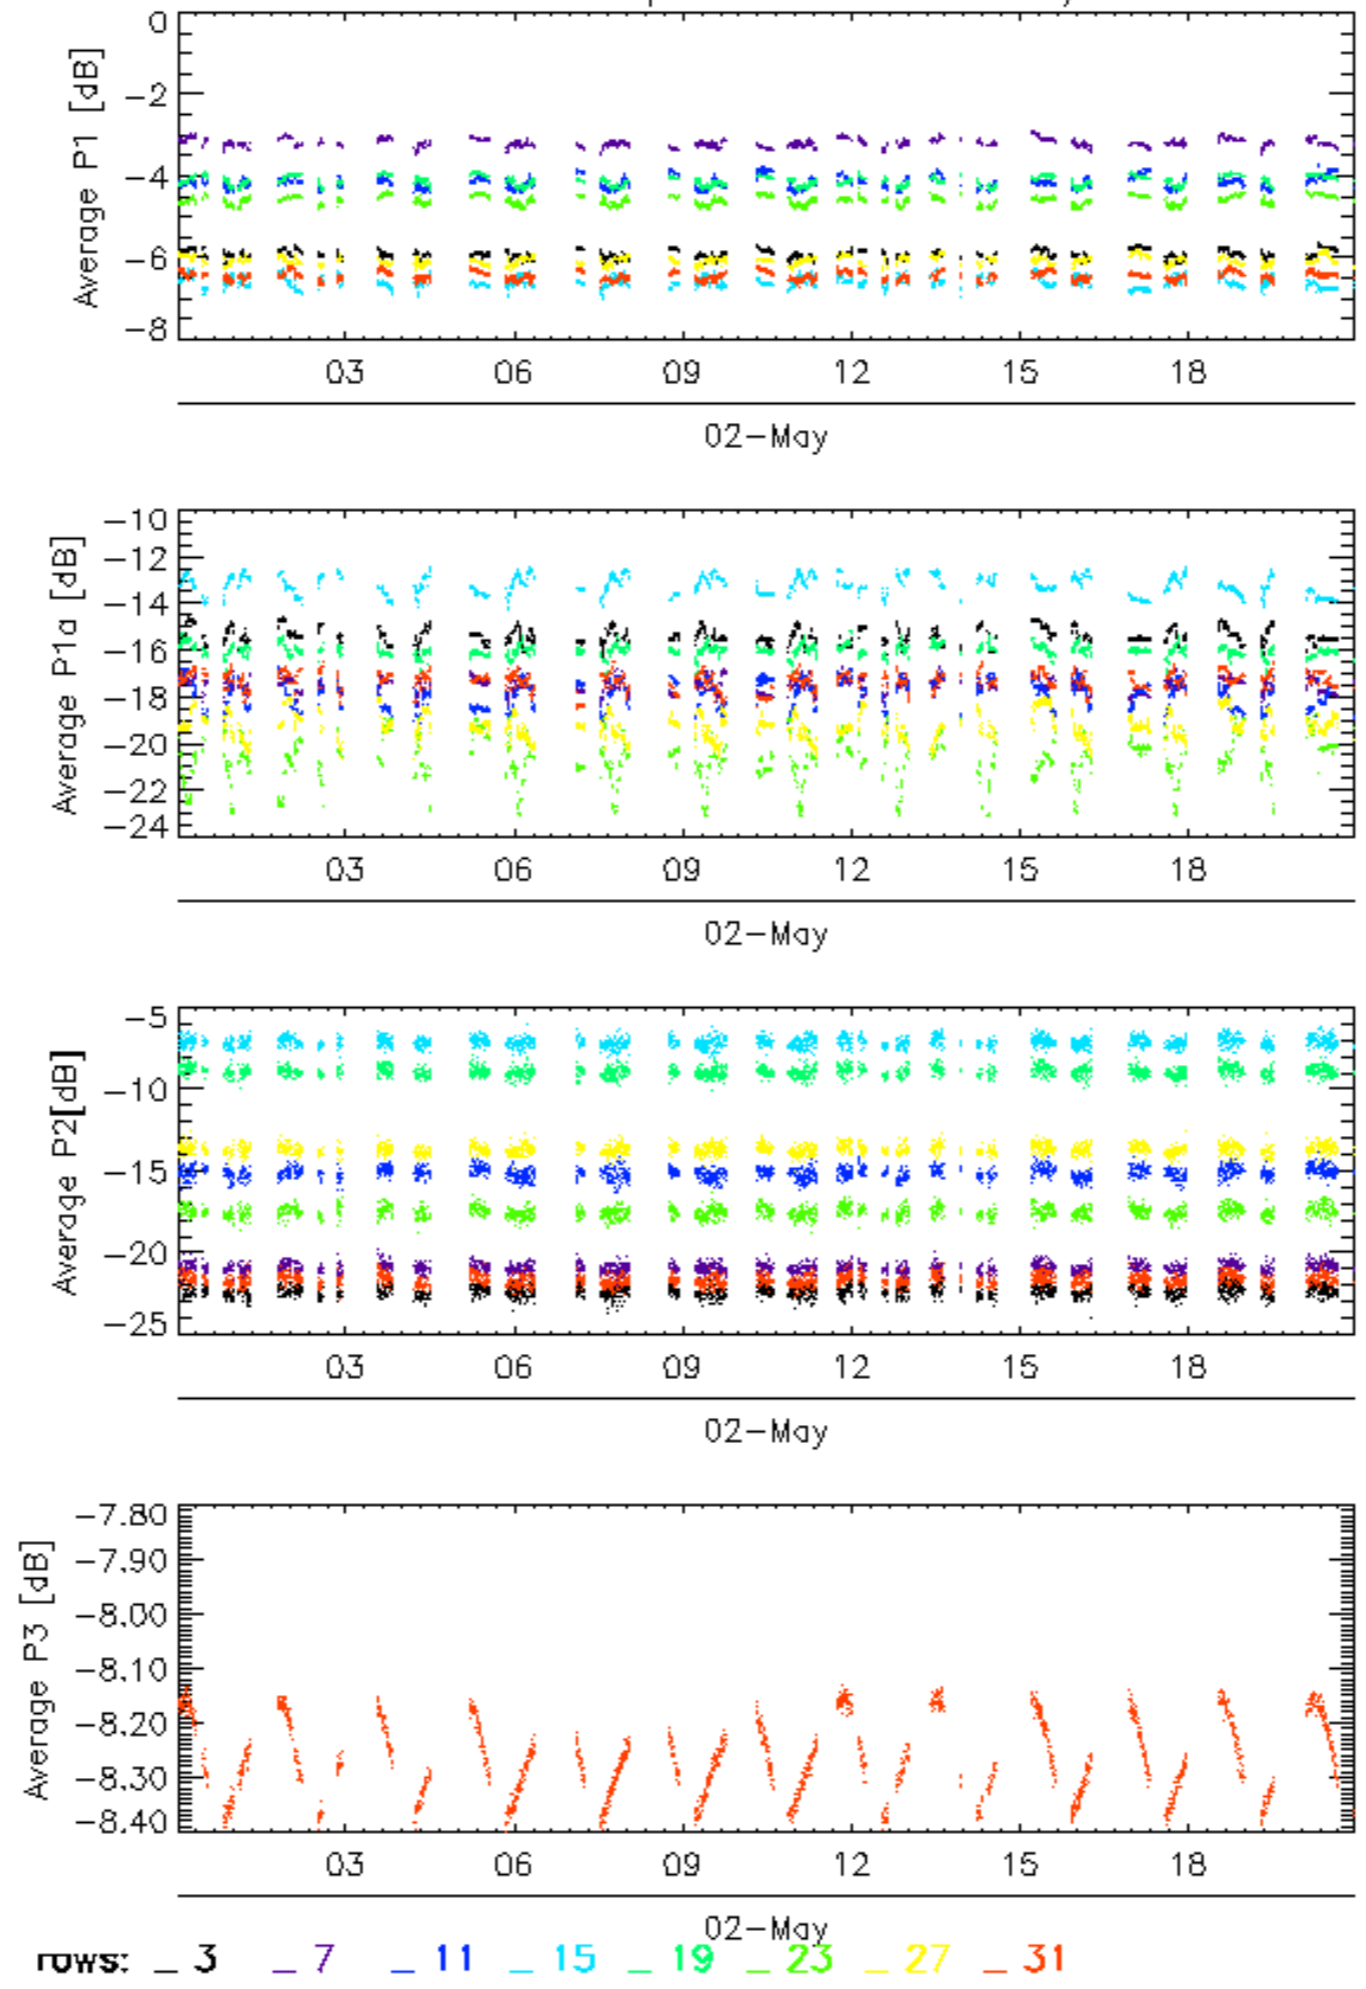 0
-2
-4
-6
-8
Average P1 [dB]
03 06 09 12 15 18
02-May
-10
-12
-14
-16
-18
-20
-22
-24
Average P1a [dB]
03 06 09 12 15 18
02-May
-5
-10
-15
-20
-25
Average P2[dB]
03 06 09 12 15 18
02-May
-7.80
-7.90
-8.00
-8.10
-8.20
-8.30
-8.40
Average P3 [dB]
03 06 09 12 15 18
02-May
rows: _ 3 _ 7 _ 11 _ 15 _ 19 _ 23 _ 27 _ 31